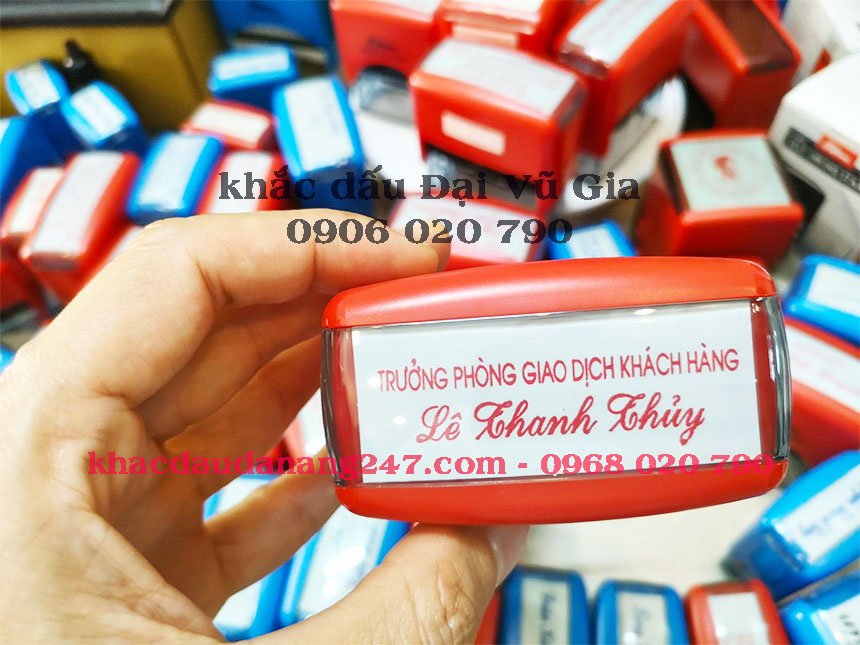 khắc dấu Đại Vũ Gia
0906 020 790
TRƯỞNG PHÒNG GIAO DỊCH KHÁCH HÀNG
Lê Thanh Thủy
khacdaudanang247.com - 0968 020 790